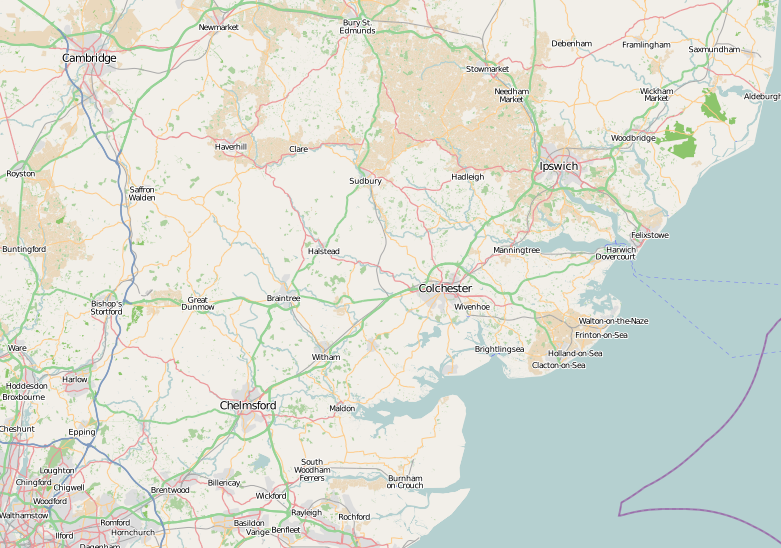 Newmarket
Bury St.
Edmunds
Debenham
Framlingham
Saxmundham
Cambridge
Stowmarket
Needham
Market
Wickham
Market
Aldeburgh
Woodbridge
Haverhill
Clare
Ipswich
Royston
Saffron
Walden
Sudbury
Hadleigh
Felixstowe
Buntingford
Halstead
Manningtree
Harwich
Dovercourt
Colchester
Bishop's
Stortford
Great
Dunmow
Braintree
Wivenhoe
Walton-on-the-Naze
Frinton-on-Sea
Ware
Witham
Brightlingsea
Holland-on-Sea
Clacton-on-Sea
Hoddesdon
Broxbourne
Harlow
Chelmsford
Maldon
Cheshunt
Epping
Loughton
Chingford
Chigwell
South
Woodham
Ferrers
Burnham
on-Crouch
Brentwood
Billericay
Wickford
Woodford
Walthamstow
Romford
Hornchurch
Rayleigh
Rochford
Basildon
Vange
Benfleet
Ilford
Dagenham